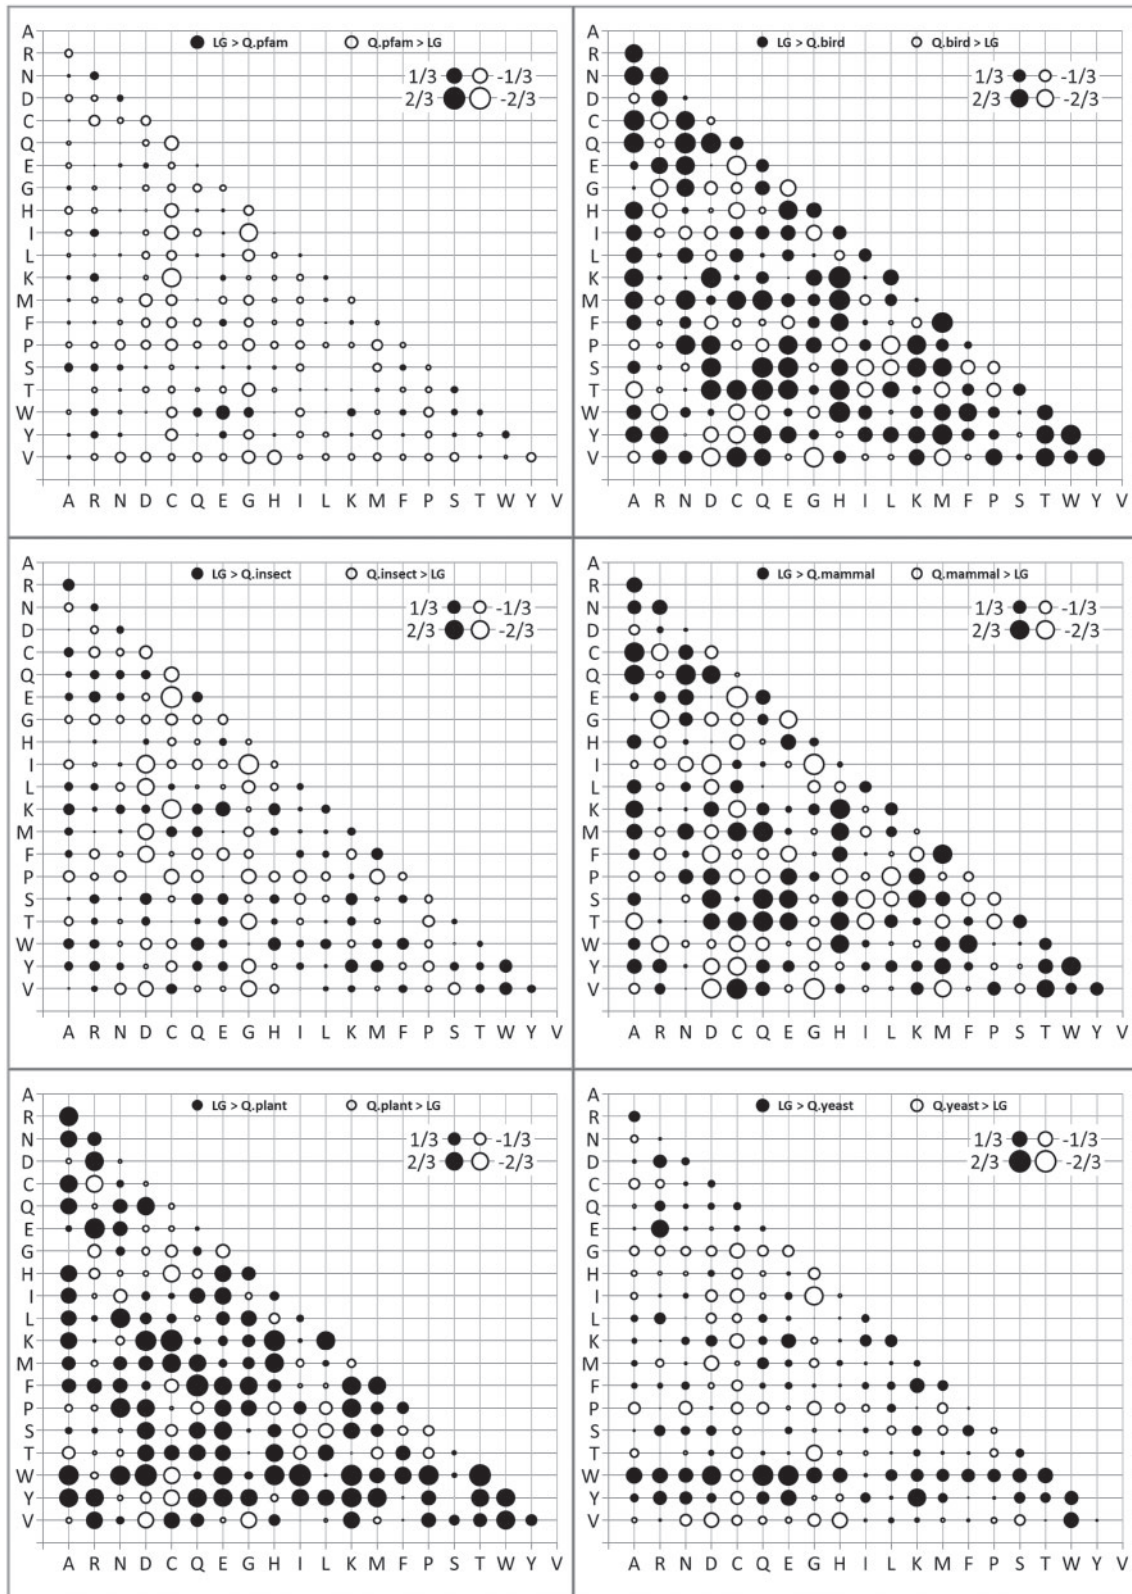 A
LG > Q.pfam Q.pfam > LG
R
N 1/3 -1/3
D 2/3 -2/3
C
Q
E
G
H
I
L
K
M
F
P
S
T
W
Y
V
A R N D C Q E G H I L K M F P S T W Y V
A
LG > Q.bird Q.bird > LG
R
N 1/3 -1/3
D 2/3 -2/3
C
Q
E
G
H
I
L
K
M
F
P
S
T
W
Y
V
A R N D C Q E G H I L K M F P S T W Y V
A
LG > Q.insect Q.insect > LG
R
N 1/3 -1/3
D 2/3 -2/3
C
Q
E
G
H
I
L
K
M
F
P
S
T
W
Y
V
A R N D C Q E G H I L K M F P S T W Y V
A
LG > Q.mammal Q.mammal > LG
R
N 1/3 -1/3
D 2/3 -2/3
C
Q
E
G
H
I
L
K
M
F
P
S
T
W
Y
V
A R N D C Q E G H I L K M F P S T W Y V
A
LG > Q.plant Q.plant > LG
R
N 1/3 -1/3
D 2/3 -2/3
C
Q
E
G
H
I
L
K
M
F
P
S
T
W
Y
V
A R N D C Q E G H I L K M F P S T W Y V
A
LG > Q.yeast Q.yeast > LG
R
N 1/3 -1/3
D 2/3 -2/3
C
Q
E
G
H
I
L
K
M
F
P
S
T
W
Y
V
A R N D C Q E G H I L K M F P S T W Y V